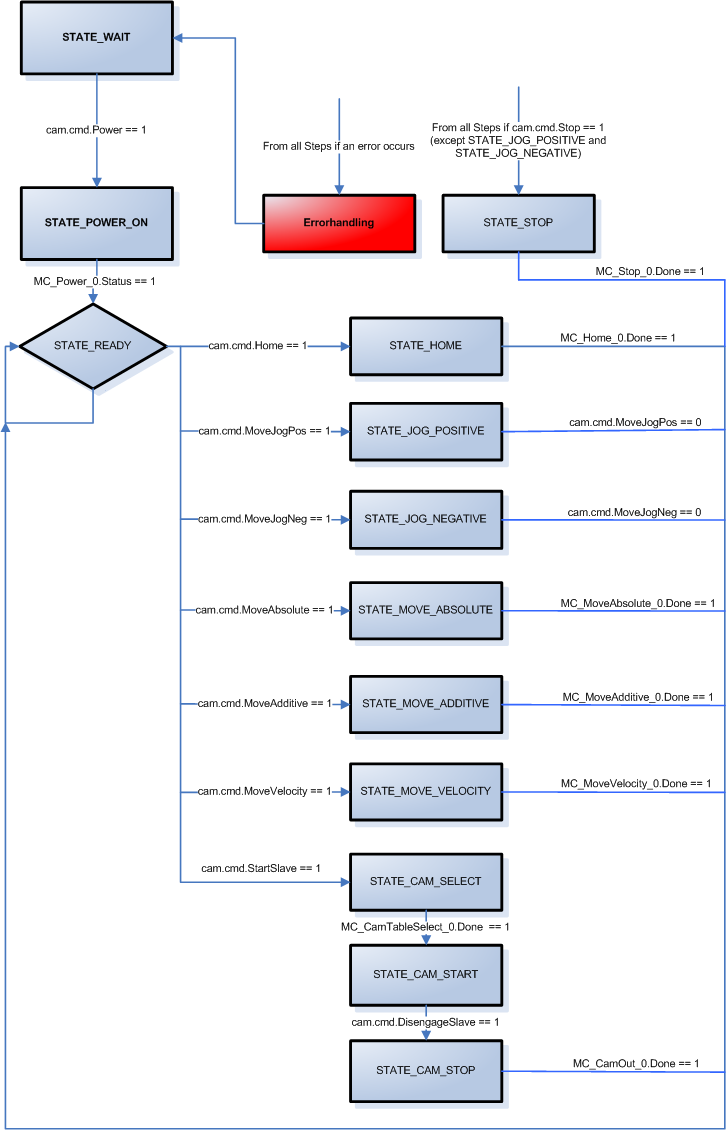 STATE_WAIT
cam.cmd.Power == 1
From all Steps if an error occurs
From all Steps if cam.cmd.Stop == 1
(except STATE_JOG_POSITIVE and
STATE_JOG_NEGATIVE)
STATE_POWER_ON
Errorhandling
STATE_STOP
MC_Power_0.Status == 1
MC_Stop_0.Done == 1
STATE_READY
cam.cmd.Home == 1
STATE_HOME
MC_Home_0.Done == 1
cam.cmd.MoveJogPos == 1
STATE_JOG_POSITIVE
cam.cmd.MoveJogPos == 0
cam.cmd.MoveJogNeg == 1
STATE_JOG_NEGATIVE
cam.cmd.MoveJogNeg == 0
cam.cmd.MoveAbsolute == 1
STATE_MOVE_ABSOLUTE
MC_MoveAbsolute_0.Done == 1
cam.cmd.MoveAdditive == 1
STATE_MOVE_ADDITIVE
MC_MoveAdditive_0.Done == 1
cam.cmd.MoveVelocity == 1
STATE_MOVE_VELOCITY
MC_MoveVelocity_0.Done == 1
cam.cmd.StartSlave == 1
STATE_CAM_SELECT
MC_CamTableSelect_0.Done == 1
STATE_CAM_START
cam.cmd.DisengageSlave == 1
STATE_CAM_STOP
MC_CamOut_0.Done == 1